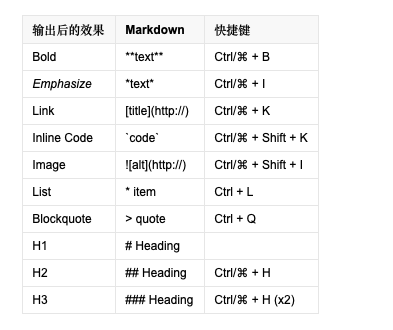 输出后的效果 Markdown 快捷键
Bold **text** Ctrl/⌘ + B
Emphasize *text* Ctrl/⌘ + I
Link [title](http://) Ctrl/⌘ + K
Inline Code `code` Ctrl/⌘ + Shift + K
Image ![alt](http://) Ctrl/⌘ + Shift + I
List * item Ctrl + L
Blockquote > quote Ctrl + Q
H1 # Heading
H2 ## Heading Ctrl/⌘ + H
H3 ### Heading Ctrl/⌘ + H (x2)